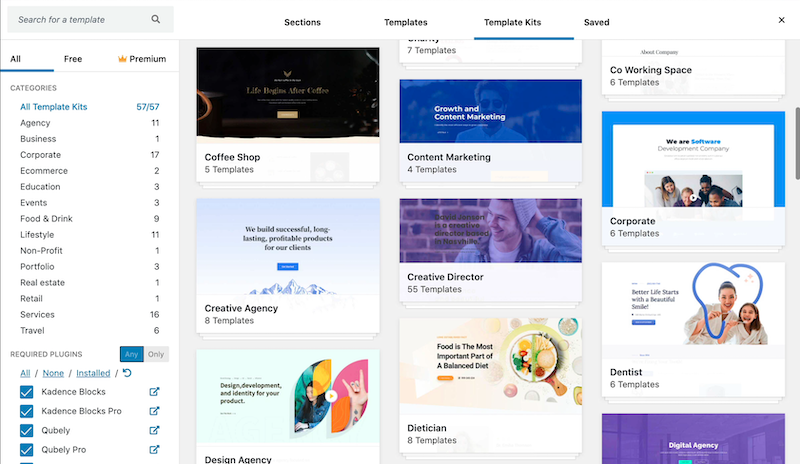 Search for a template
Sections
Templates
Template Kits
Saved
All
Free
Premium
CATEGORIES
All Template Kits 57/57
Agency 11
Business 1
Corporate 17
Ecommerce 2
Education 3
Events 3
Food & Drink 9
Lifestyle 11
Non-Profit 1
Portfolio 3
Real estate 1
Retail 1
Services 16
Travel 6
REQUIRED PLUGINS Any Only
All / None / Installed /
Kadence Blocks
Kadence Blocks Pro
Qubely
Qubely Pro
Life Begins After Coffee
Coffee Shop
5 Templates
We build successful, long-
lasting, profitable products
for our clients
Creative Agency
8 Templates
Design,development,
and identity for your
product.
Design Agency
Charity
7 Templates
Growth and
Content Marketing
Content Marketing
4 Templates
David Jenson
is a creative
director based
in Nashville.
Creative Director
55 Templates
Food is The Most
Important Part of
A Balanced Diet
Dietician
8 Templates
About Company
Co Working Space
6 Templates
We are Software
Development Company
Corporate
6 Templates
Better Life Starts
with a Beautiful
Smile!
Dentist
6 Templates
Digital Agency